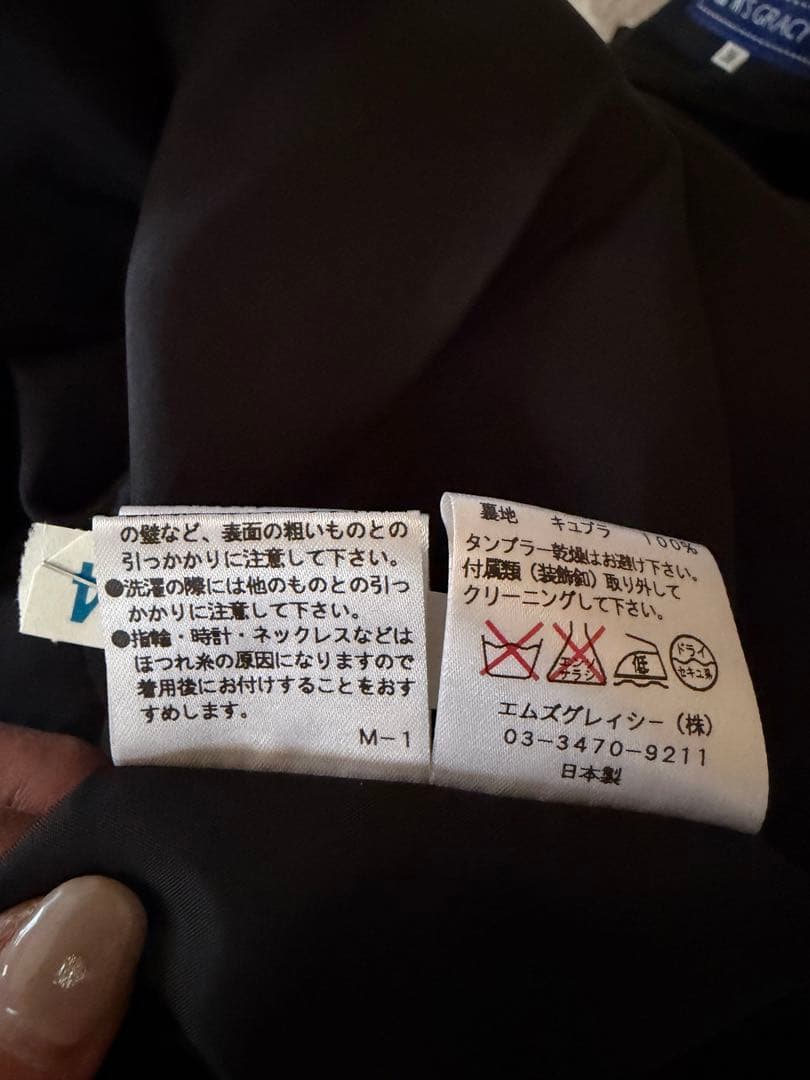 M'S GRACY
4
の壁など、表面の粗いものとの
引っかかりに注意して下さい。
●洗濯の際には他のものとの引っ
かかりに注意して下さい。
●指輪・時計・ネックレスなどは
ほつれ糸の原因になりますので
着用後にお付けすることをおす
すめします。
M-1
裏地 キュプラ 100%
タンブラー乾燥はお避け下さい。
付属類(装飾釦)取り外して
クリーニングして下さい。
エンソ
サラシ
低
ドライ
セキユ系
エムズグレイシー(株)
03-3470-9211
日本製